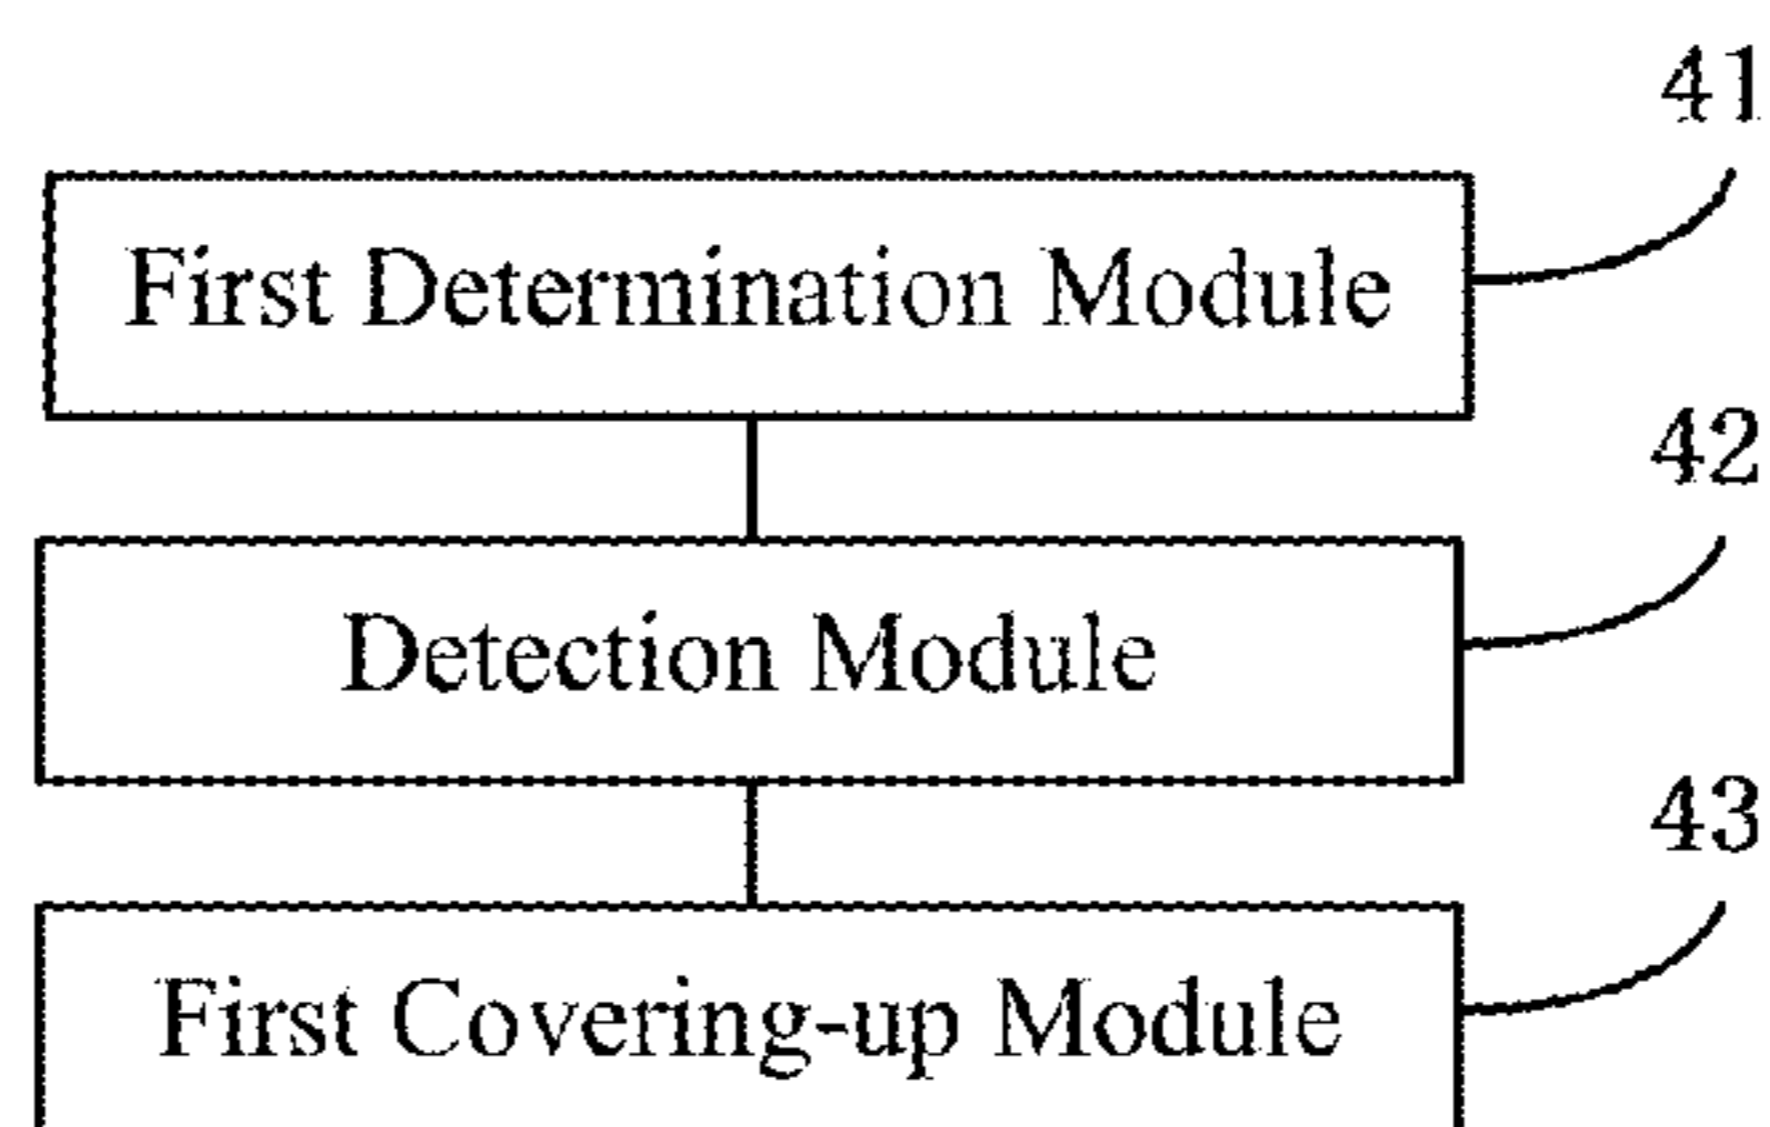 41
First Determination Module
42
Detection Module
43
First Covering-up Module